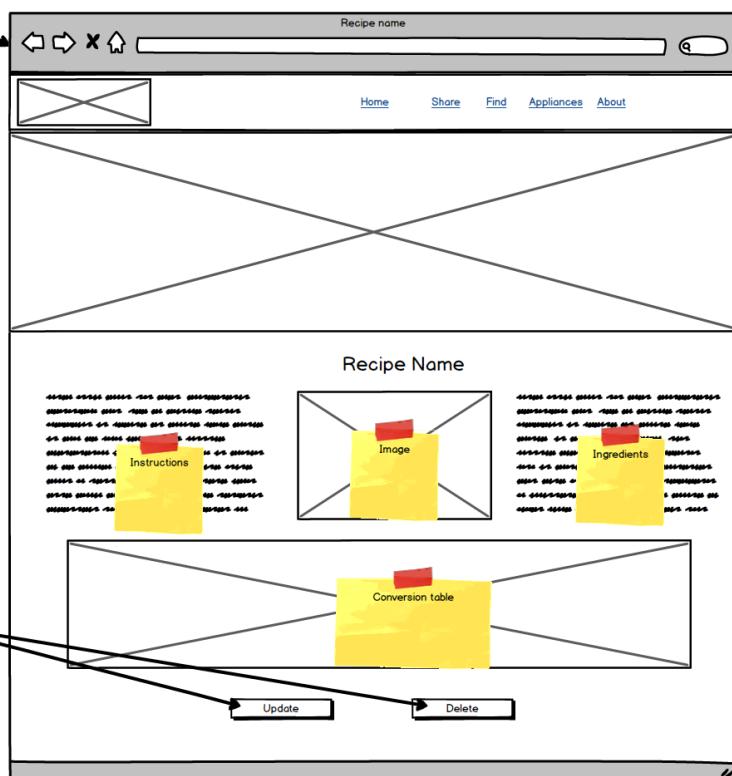 Recipe name
Home Share Find Appliances About
Recipe Name
Instructions
Image
Ingredients
Conversion table
Update
Delete